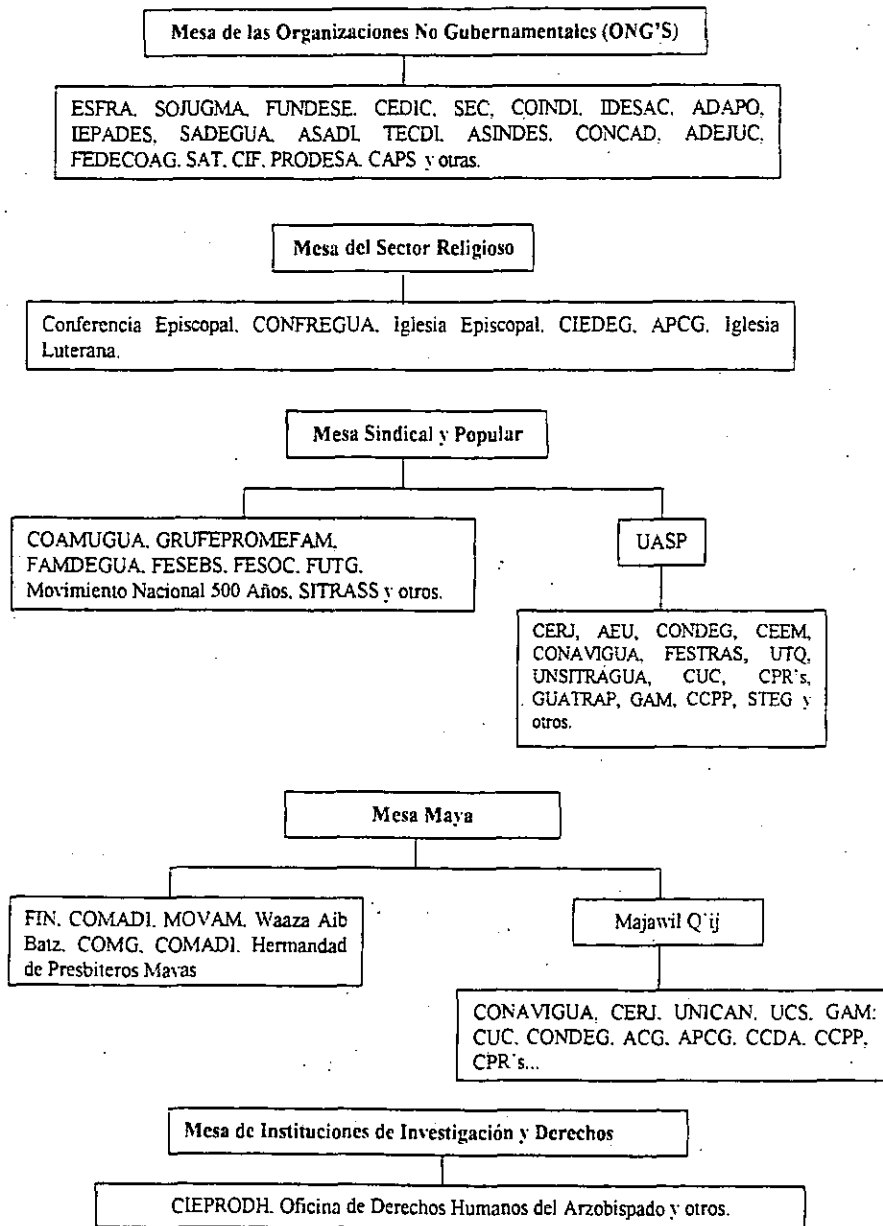 Mesa de las Organizaciones No Gubernamentales (ONG'S)
ESFRA. SOJUGMA. FUNDESE. CEDIC, SEC, COINDI, IDESAC, ADAPO,
IEPADES, SADEGUA, ASADI, TECDI, ASINDES, CONCAD, ADEJUC,
FEDECOAG. SAT. CIF. PRODESA. CAPS y otras.
Mesa del Sector Religioso
Conferencia Episcopal. CONFREGUA. Iglesia Episcopal. CIEDEG. APCG. Iglesia
Luterana.
Mesa Sindical y Popular
COAMUGUA. GRUFEPROMEFAM.
FAMDEGUA. FESEBS. FESOC. FUTG.
Movimiento Nacional 500 Años. SITRASS y otros.
UASP
CERJ, AEU, CONDEG, CEEM,
CONAVIGUA, FESTRAS, UTQ,
UNSITRAGUA, CUC, CPR's,
GUATRAP, GAM, CCPP, STEG y
otros.
Mesa Maya
FIN. COMADI. MOVAM. Waaza Aib
Batz. COMG. COMADI. Hermandad
de Presbiteros Mayas
Majawil Q'ij
CONAVIGUA, CERJ. UNICAN. UCS. GAM:
CUC. CONDEG. ACG. APCG. CCDA. CCPP.
CPR's...
Mesa de Instituciones de Investigación y Derechos
CIEPRODH. Oficina de Derechos Humanos del Arzobispado y otros.